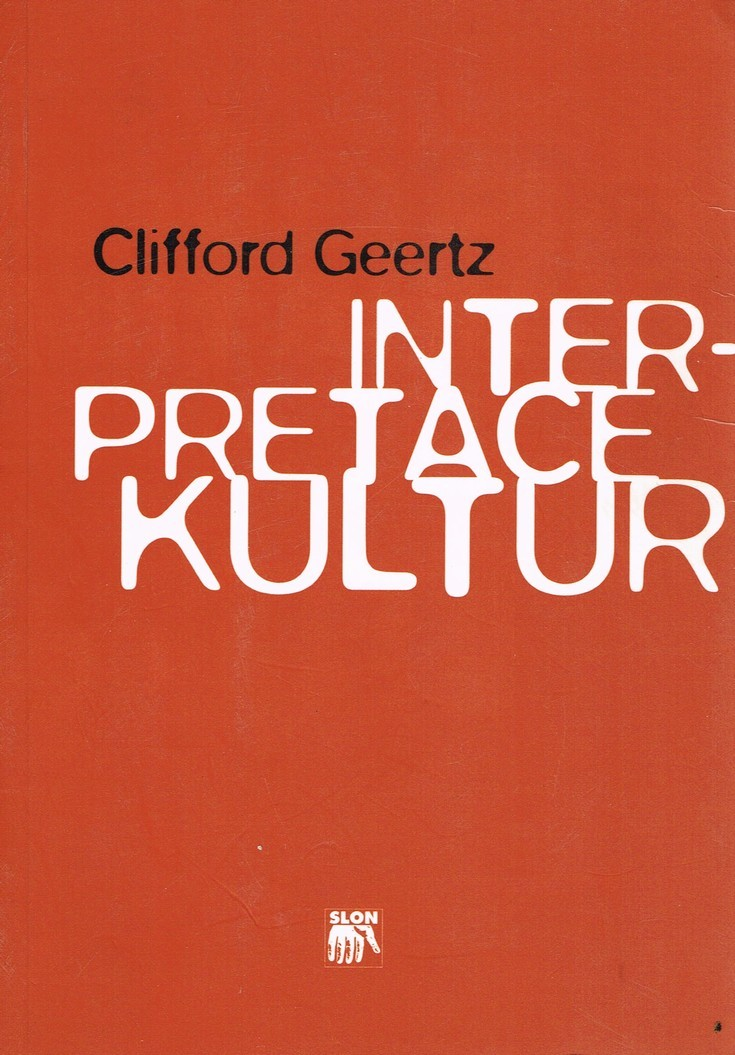 Clifford Geertz
INTER-
PRETACE
KULTUR
SLON